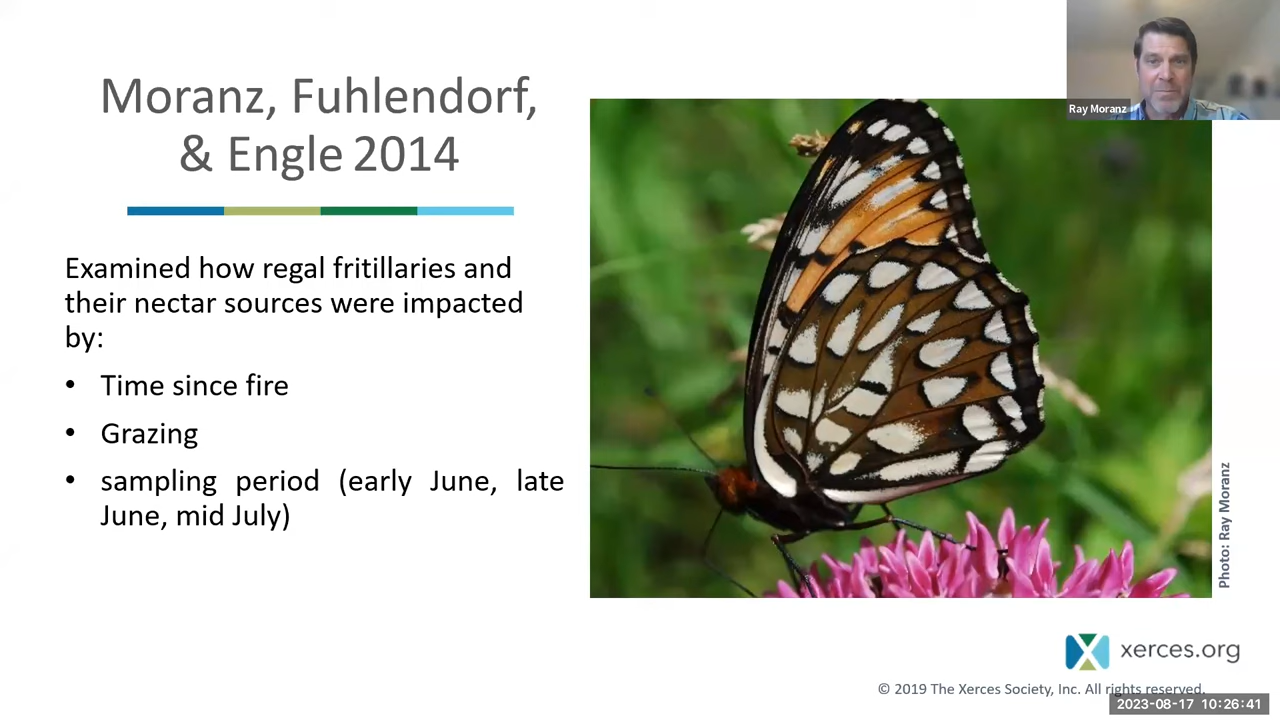 Moranz, Fuhlendorf,
& Engle 2014
Examined how regal fritillaries and
their nectar sources were impacted
by:
• Time since fire
• Grazing
• sampling period (early June, late
June, mid July)
Ray Moranz
Photo: Ray Moranz
xerces.org
© 2019 The Xerces Society, Inc. All rights reserved.
2023-08-17 10:26:41